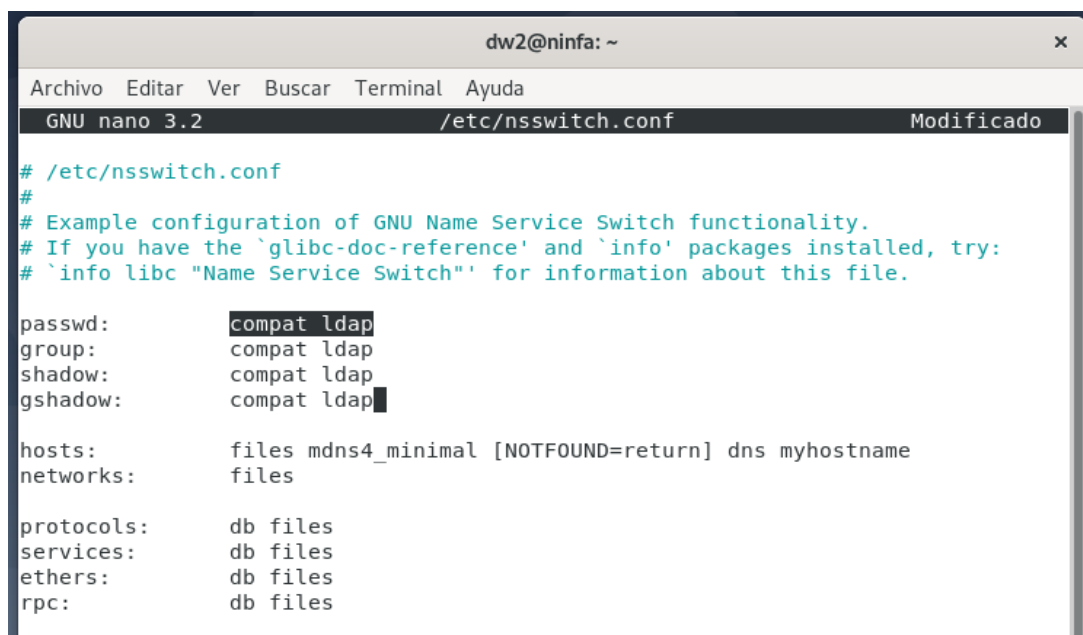 dw2@ninfa: ~ ×
Archivo Editar Ver Buscar Terminal Ayuda
GNU nano 3.2 /etc/nsswitch.conf Modificado
# /etc/nsswitch.conf
#
# Example configuration of GNU Name Service Switch functionality.
# If you have the `glibc-doc-reference' and `info' packages installed, try:
# `info libc "Name Service Switch"' for information about this file.
passwd: compat ldap
group: compat ldap
shadow: compat ldap
gshadow: compat ldap
hosts: files mdns4_minimal [NOTFOUND=return] dns myhostname
networks: files
protocols: db files
services: db files
ethers: db files
rpc: db files